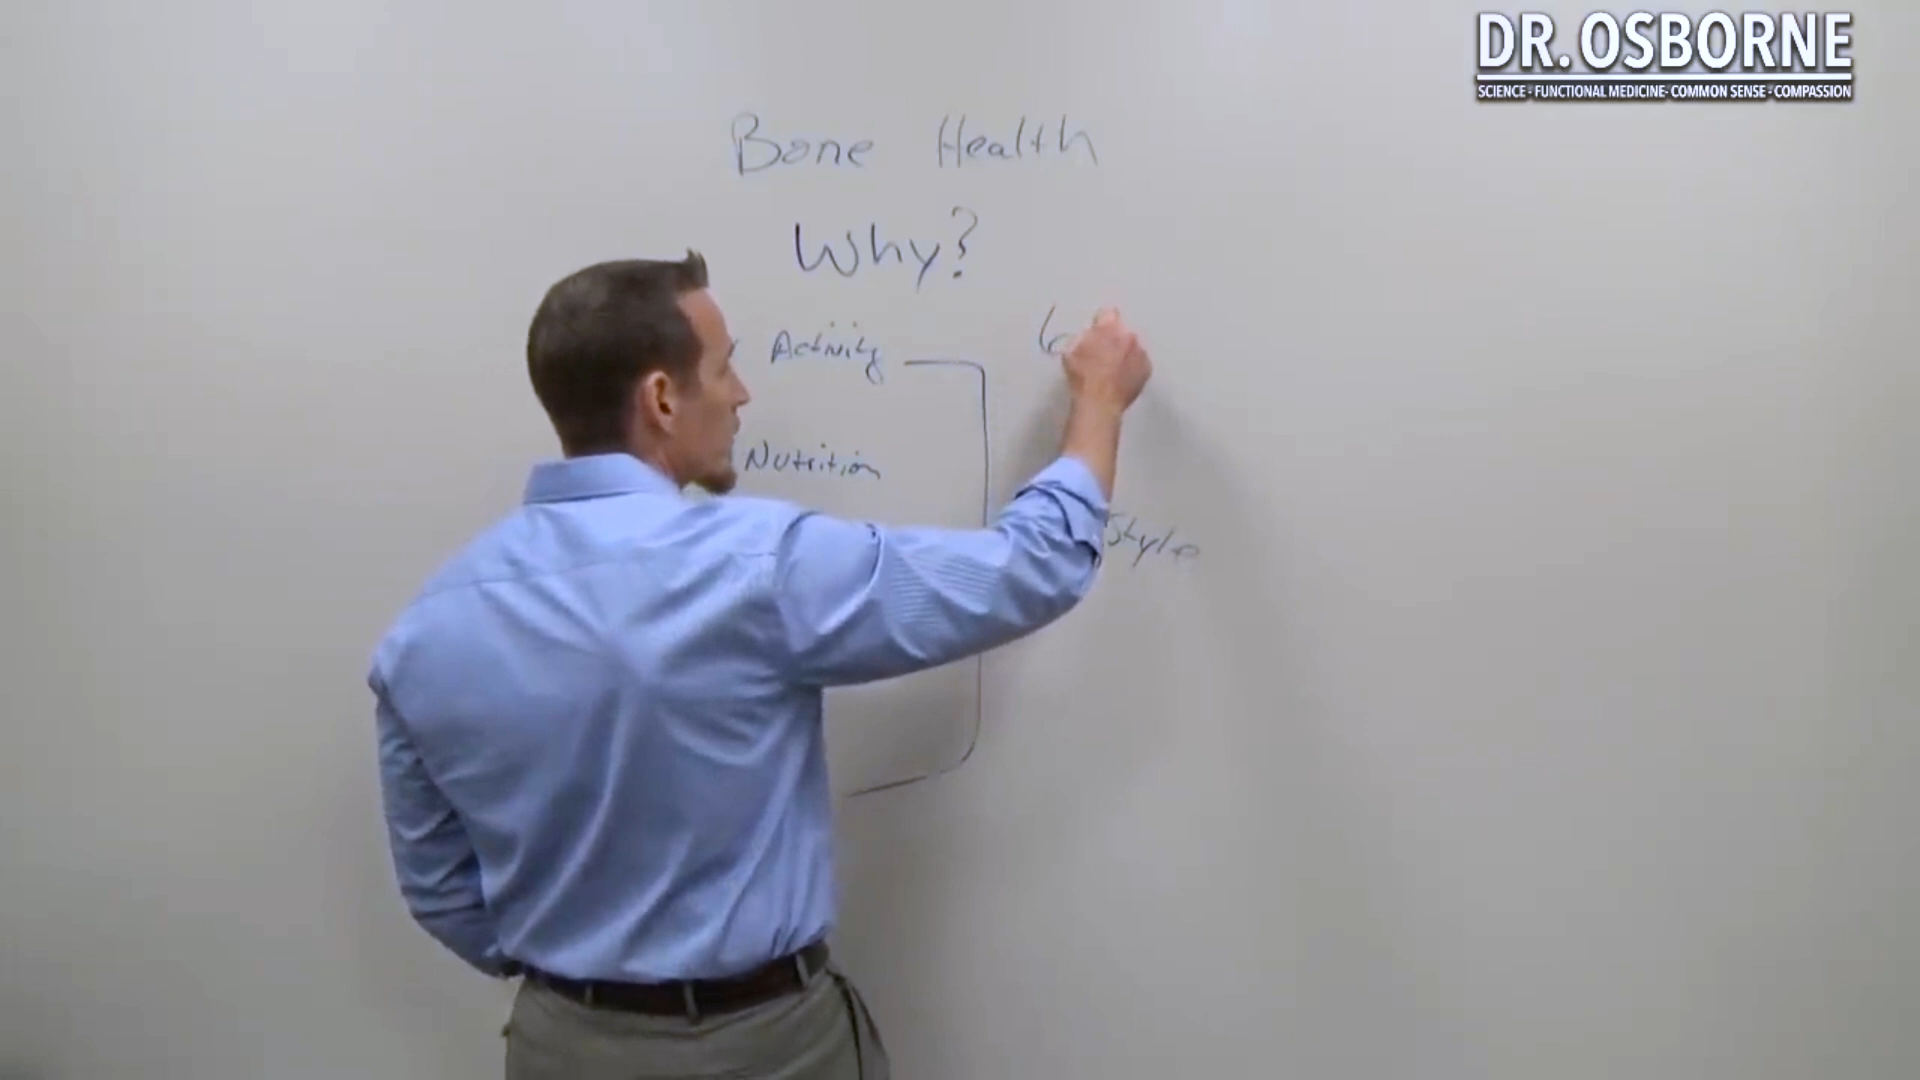 DR. OSBORNE
SCIENCE - FUNCTIONAL MEDICINE - COMMON SENSE - COMPASSION
Bone Health
Why?
Activity
Nutrition
style